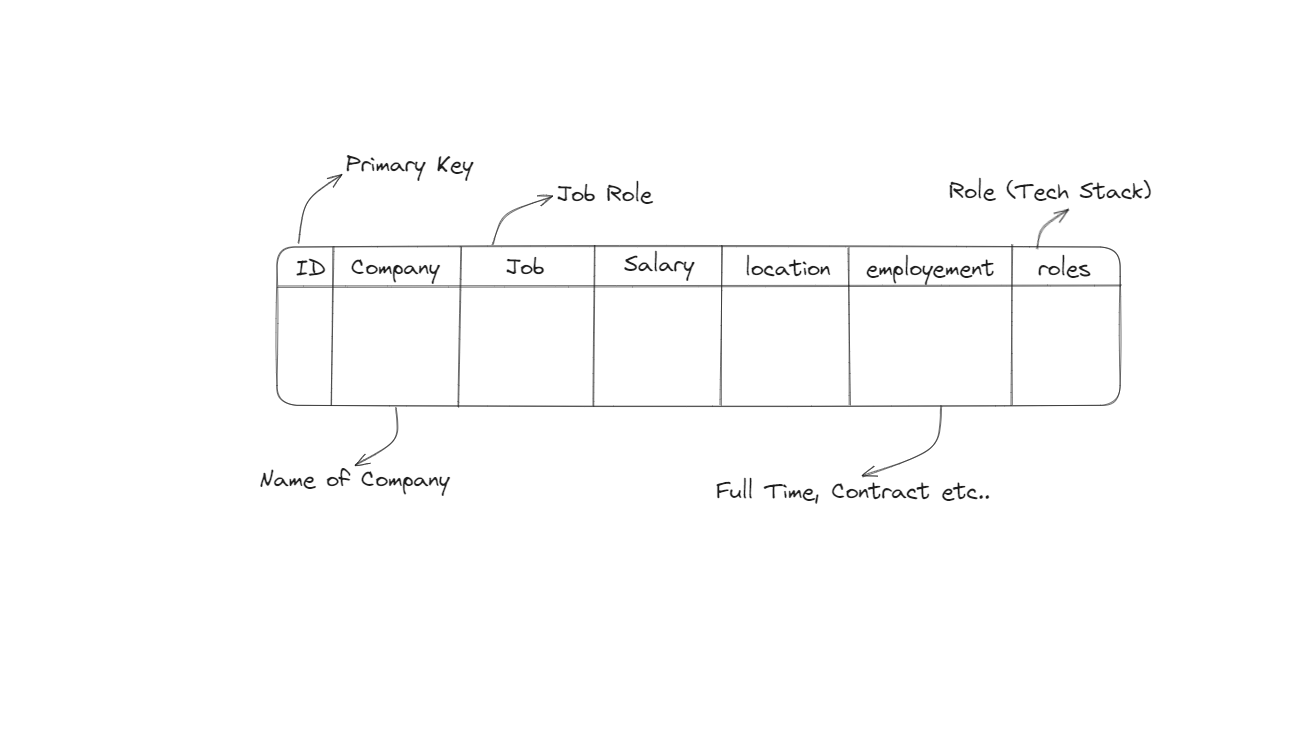 Primary Key
Job Role
Role (Tech Stack)
ID Company Job Salary location employement roles
Name of Company
Full Time, Contract etc..